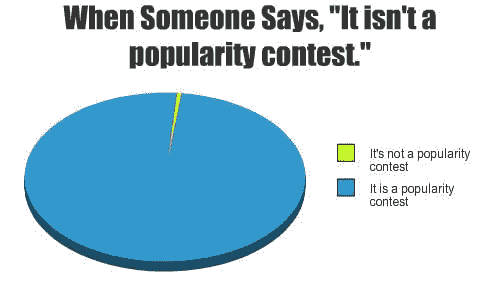 When Someone Says, "It isn't a
popularity contest."
It's not a popularity
contest
It is a popularity
contest